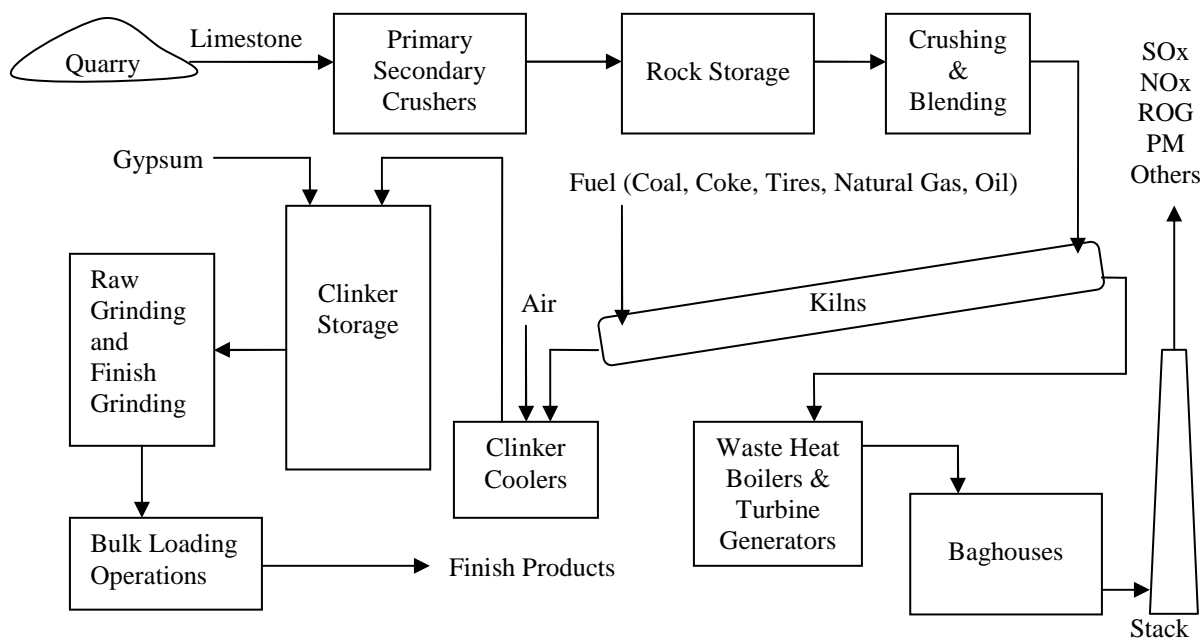 Quarry
Limestone
Primary
Secondary
Crushers
Rock Storage
Crushing
&
Blending
SOx
NOx
ROG
PM
Others
Gypsum
Fuel (Coal, Coke, Tires, Natural Gas, Oil)
Raw
Grinding
and
Finish
Grinding
Clinker
Storage
Air
Kilns
Clinker
Coolers
Waste Heat
Boilers &
Turbine
Generators
Baghouses
Bulk Loading
Operations
Finish Products
Stack